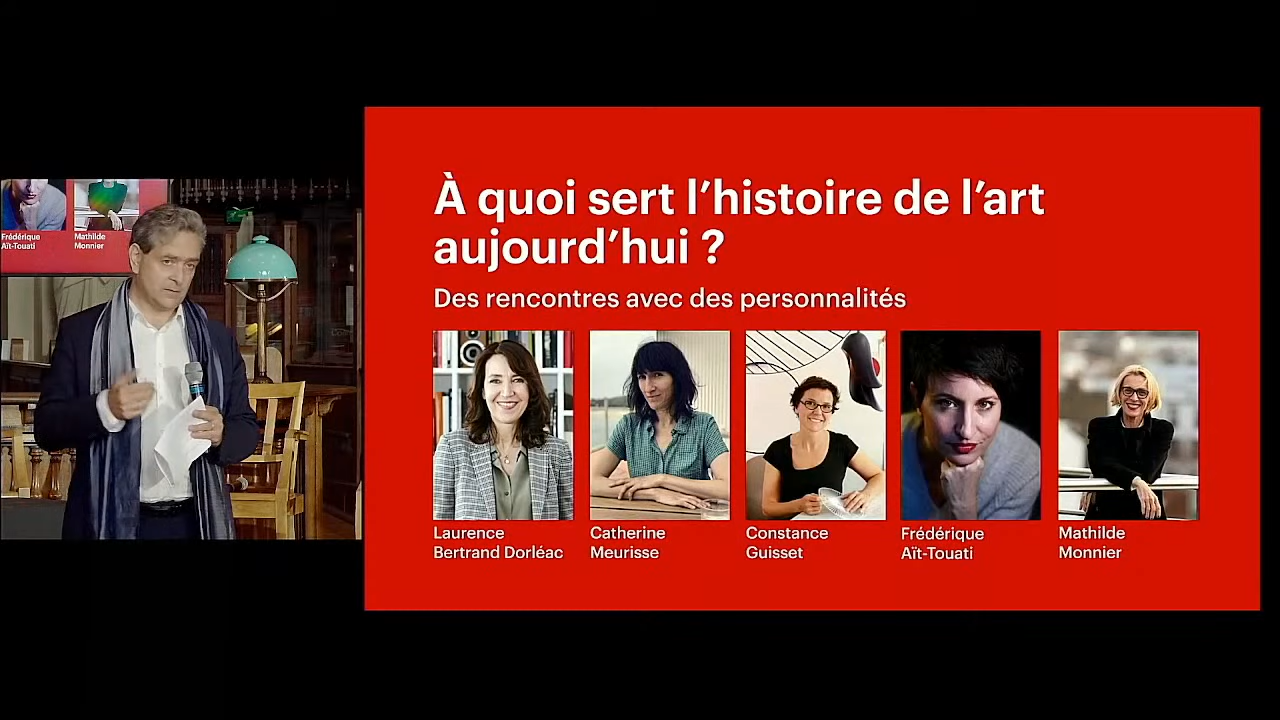 À quoi sert l’histoire de l’art
aujourd’hui ?
Des rencontres avec des personnalités
Laurence
Bertrand Dorléac
Catherine
Meurisse
Constance
Guisset
Frédérique
Aït-Touati
Mathilde
Monnier
Frédérique
Aït-Touati
Mathilde
Monnier